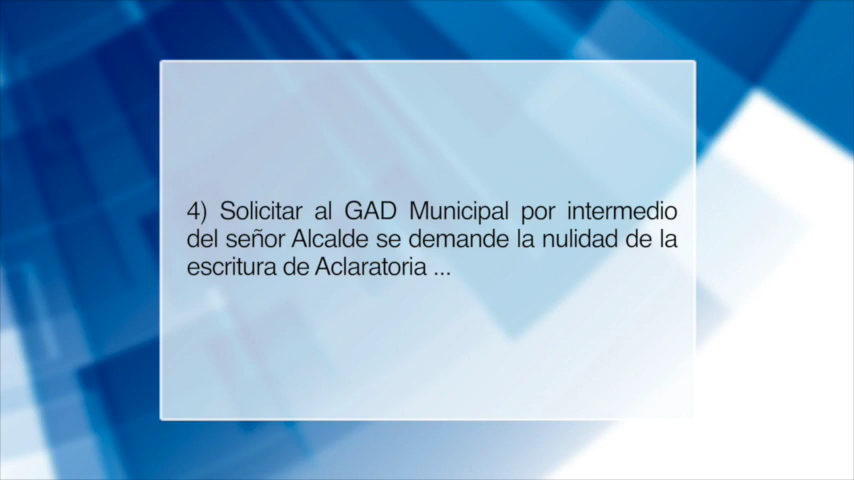 4) Solicitar al GAD Municipal por intermedio
del señor Alcalde se demande la nulidad de la
escritura de Aclaratoria ...